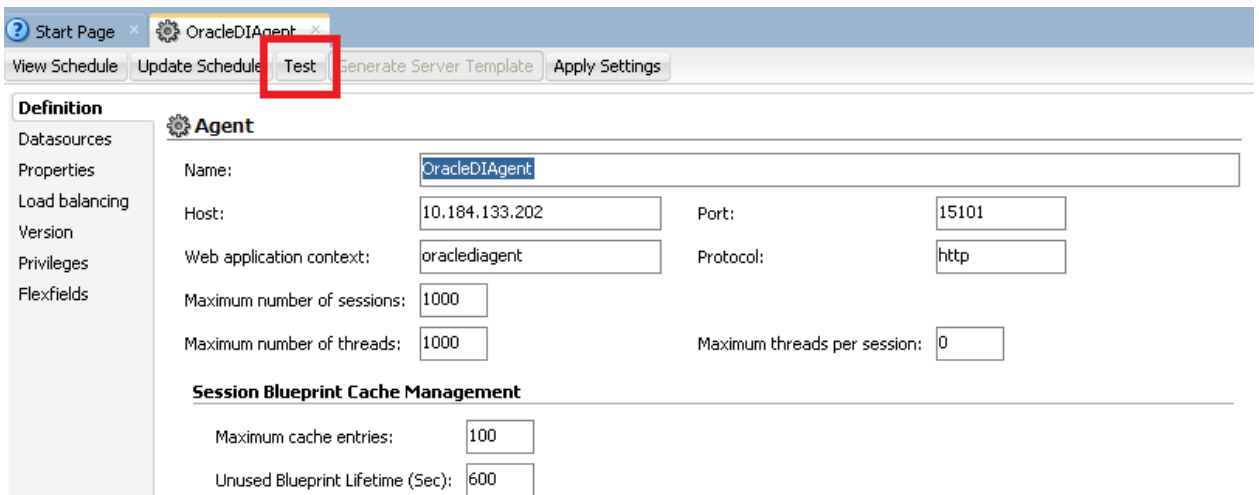 Start Page OracleDIAgent
View Schedule Update Schedule Test Generate Server Template Apply Settings
Definition
Datasources
Properties
Load balancing
Version
Privileges
Flexfields
Agent
Name: OracleDIAgent
Host: 10.184.133.202 Port: 15101
Web application context: oraclediagent Protocol: http
Maximum number of sessions: 1000
Maximum number of threads: 1000 Maximum threads per session: 0
Session Blueprint Cache Management
Maximum cache entries: 100
Unused Blueprint Lifetime (Sec): 600